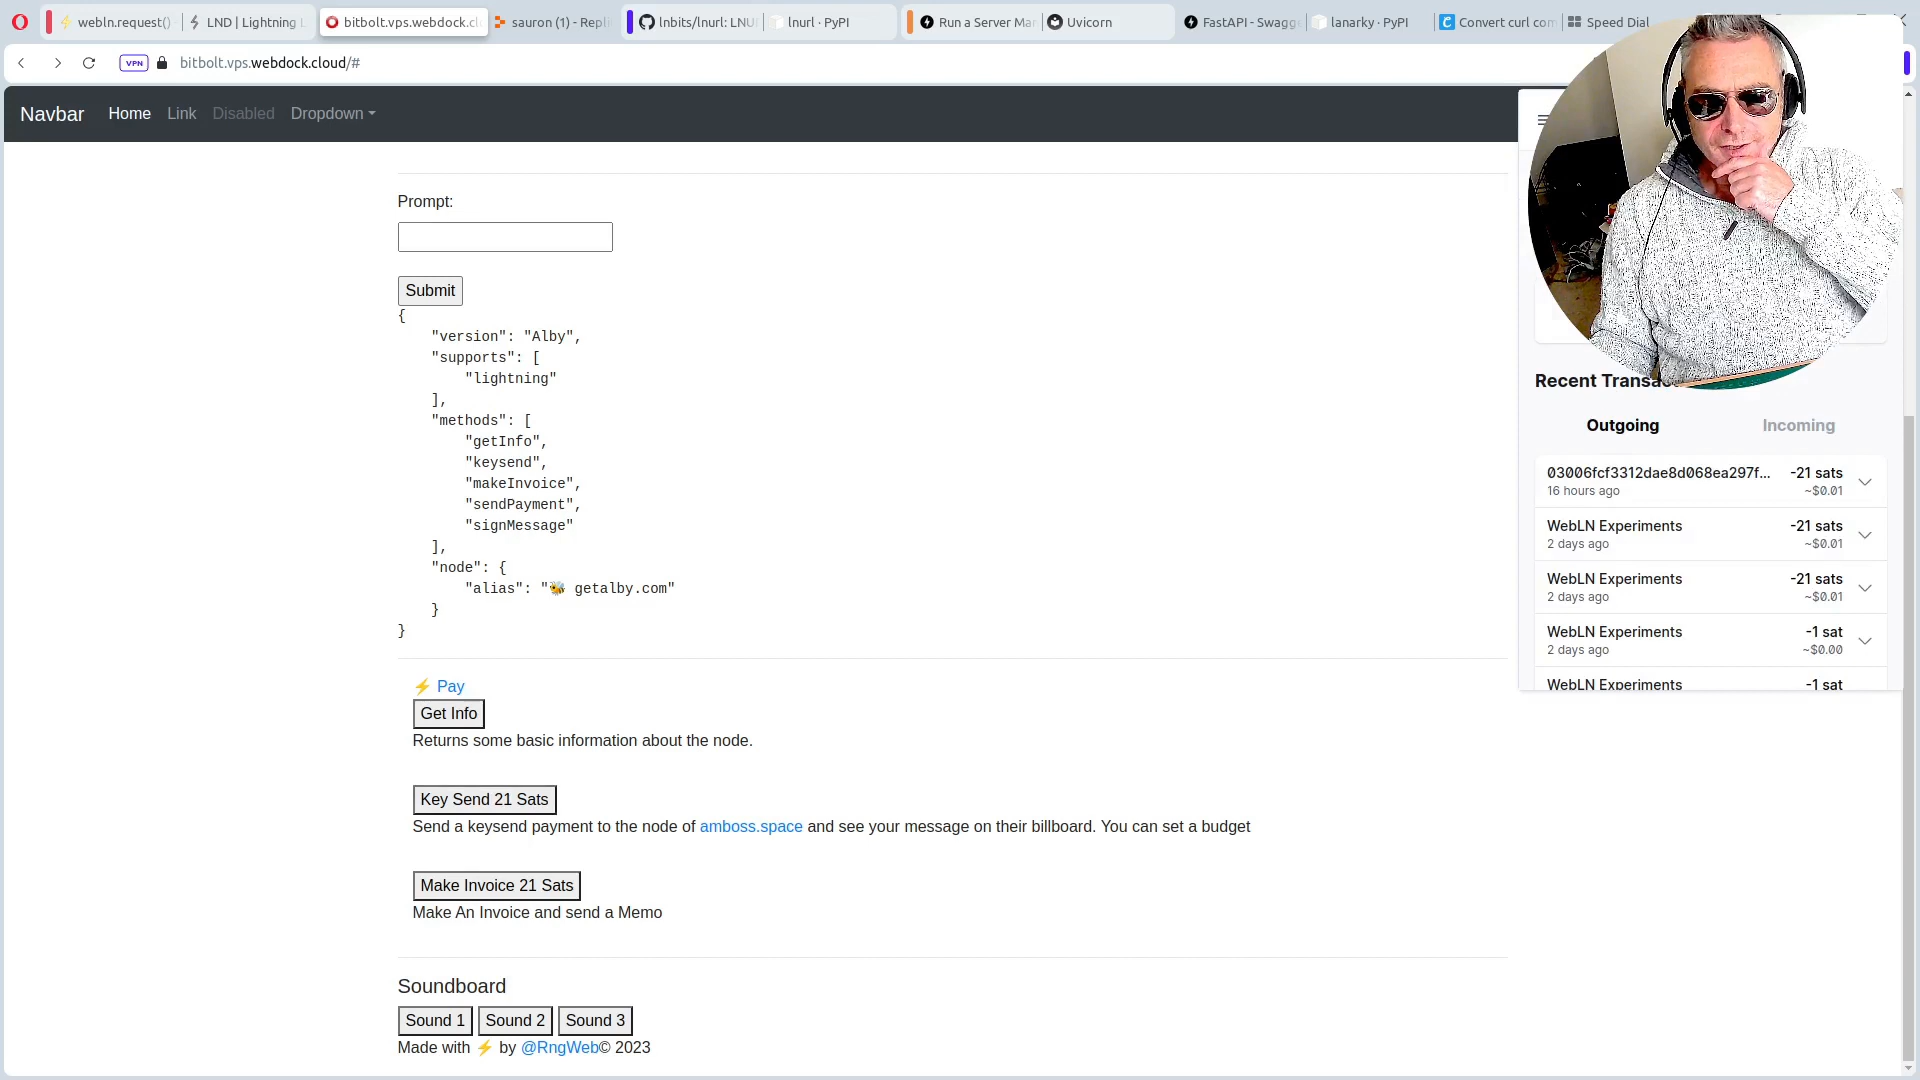 webln.request()
LND | Lightning
bitbolt.vps.webdock.cl
sauron (1) - Repli
lnbits/lnurl: LNU
lnurl · PyPI
Run a Server Ma
Uvicorn
FastAPI - Swagge
lanarky · PyPI
Convert curl com
Speed Dial
VPN
bitbolt.vps.webdock.cloud/#
Navbar
Home
Link
Disabled
Dropdown
Prompt:
Submit
{
"version": "Alby",
"supports": [
"lightning"
],
"methods": [
"getInfo",
"keysend",
"makeInvoice",
"sendPayment",
"signMessage"
],
"node": {
"alias": "🐝 getalby.com"
}
}
⚡ Pay
Get Info
Returns some basic information about the node.
Key Send 21 Sats
Send a keysend payment to the node of amboss.space and see your message on their billboard. You can set a budget
Make Invoice 21 Sats
Make An Invoice and send a Memo
Soundboard
Sound 1
Sound 2
Sound 3
Made with ⚡ by @RngWeb© 2023
Recent Transac
Outgoing
Incoming
03006fcf3312dae8d068ea297f... -21 sats
16 hours ago ~$0.01
WebLN Experiments -21 sats
2 days ago ~$0.01
WebLN Experiments -21 sats
2 days ago ~$0.01
WebLN Experiments -1 sat
2 days ago ~$0.00
WebLN Experiments -1 sat